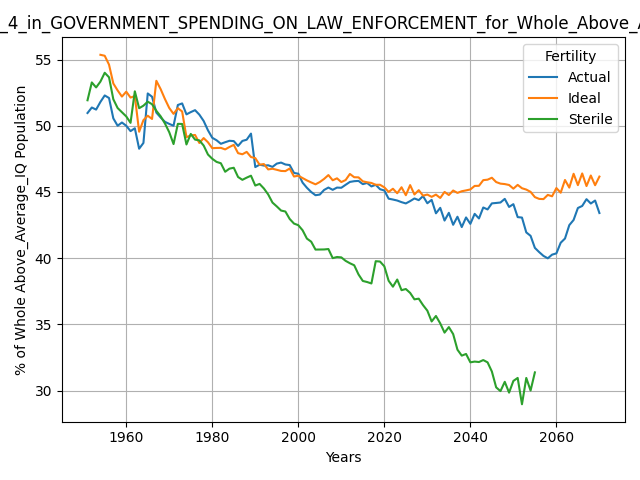 _4_in_GOVERNMENT_SPENDING_ON_LAW_ENFORCEMENT_for_Whole_Above_
Fertility
Actual
Ideal
Sterile
% of Whole Above_Average_IQ Population
55
50
45
40
35
30
1960
1980
2000
2020
2040
2060
Years